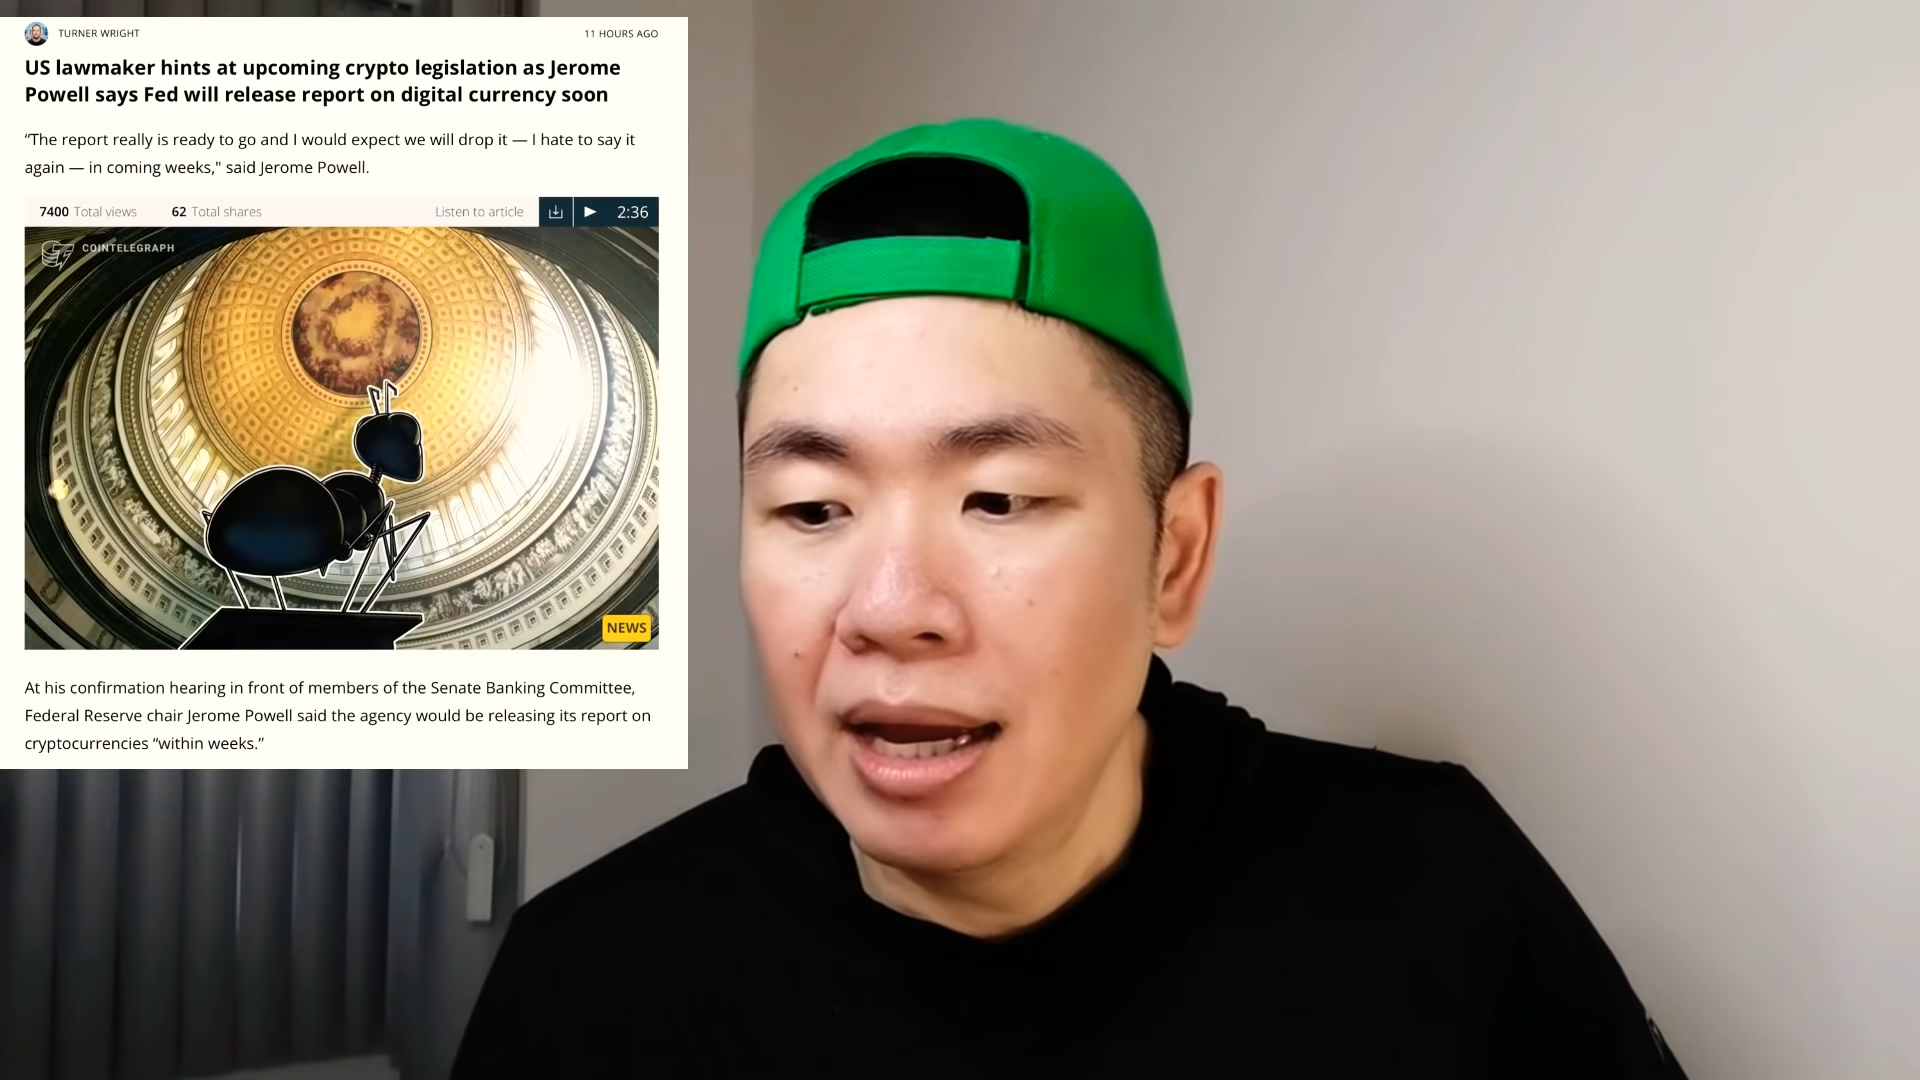 TURNER WRIGHT 11 HOURS AGO
US lawmaker hints at upcoming crypto legislation as Jerome
Powell says Fed will release report on digital currency soon
“The report really is ready to go and I would expect we will drop it — I hate to say it
again — in coming weeks," said Jerome Powell.
7400 Total views 62 Total shares Listen to article 2:36
COINTELEGRAPH
NEWS
At his confirmation hearing in front of members of the Senate Banking Committee,
Federal Reserve chair Jerome Powell said the agency would be releasing its report on
cryptocurrencies “within weeks.”